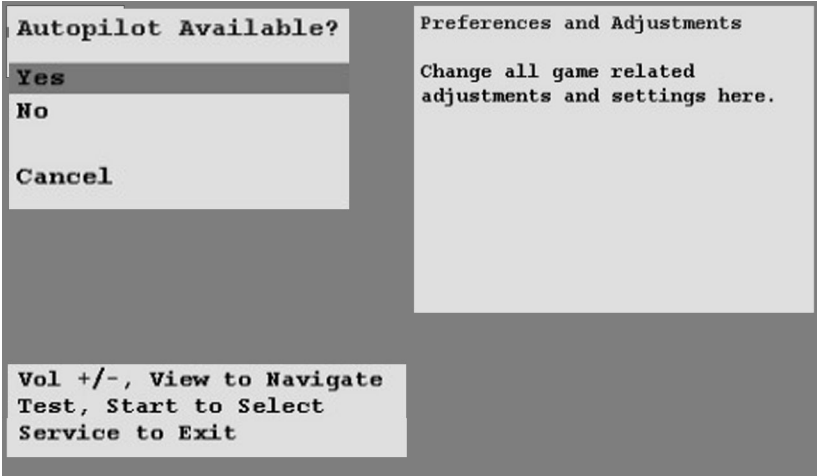 Autopilot Available?
Yes
No
Cancel
Preferences and Adjustments
Change all game related
adjustments and settings here.
Vol +/-, View to Navigate
Test, Start to Select
Service to Exit